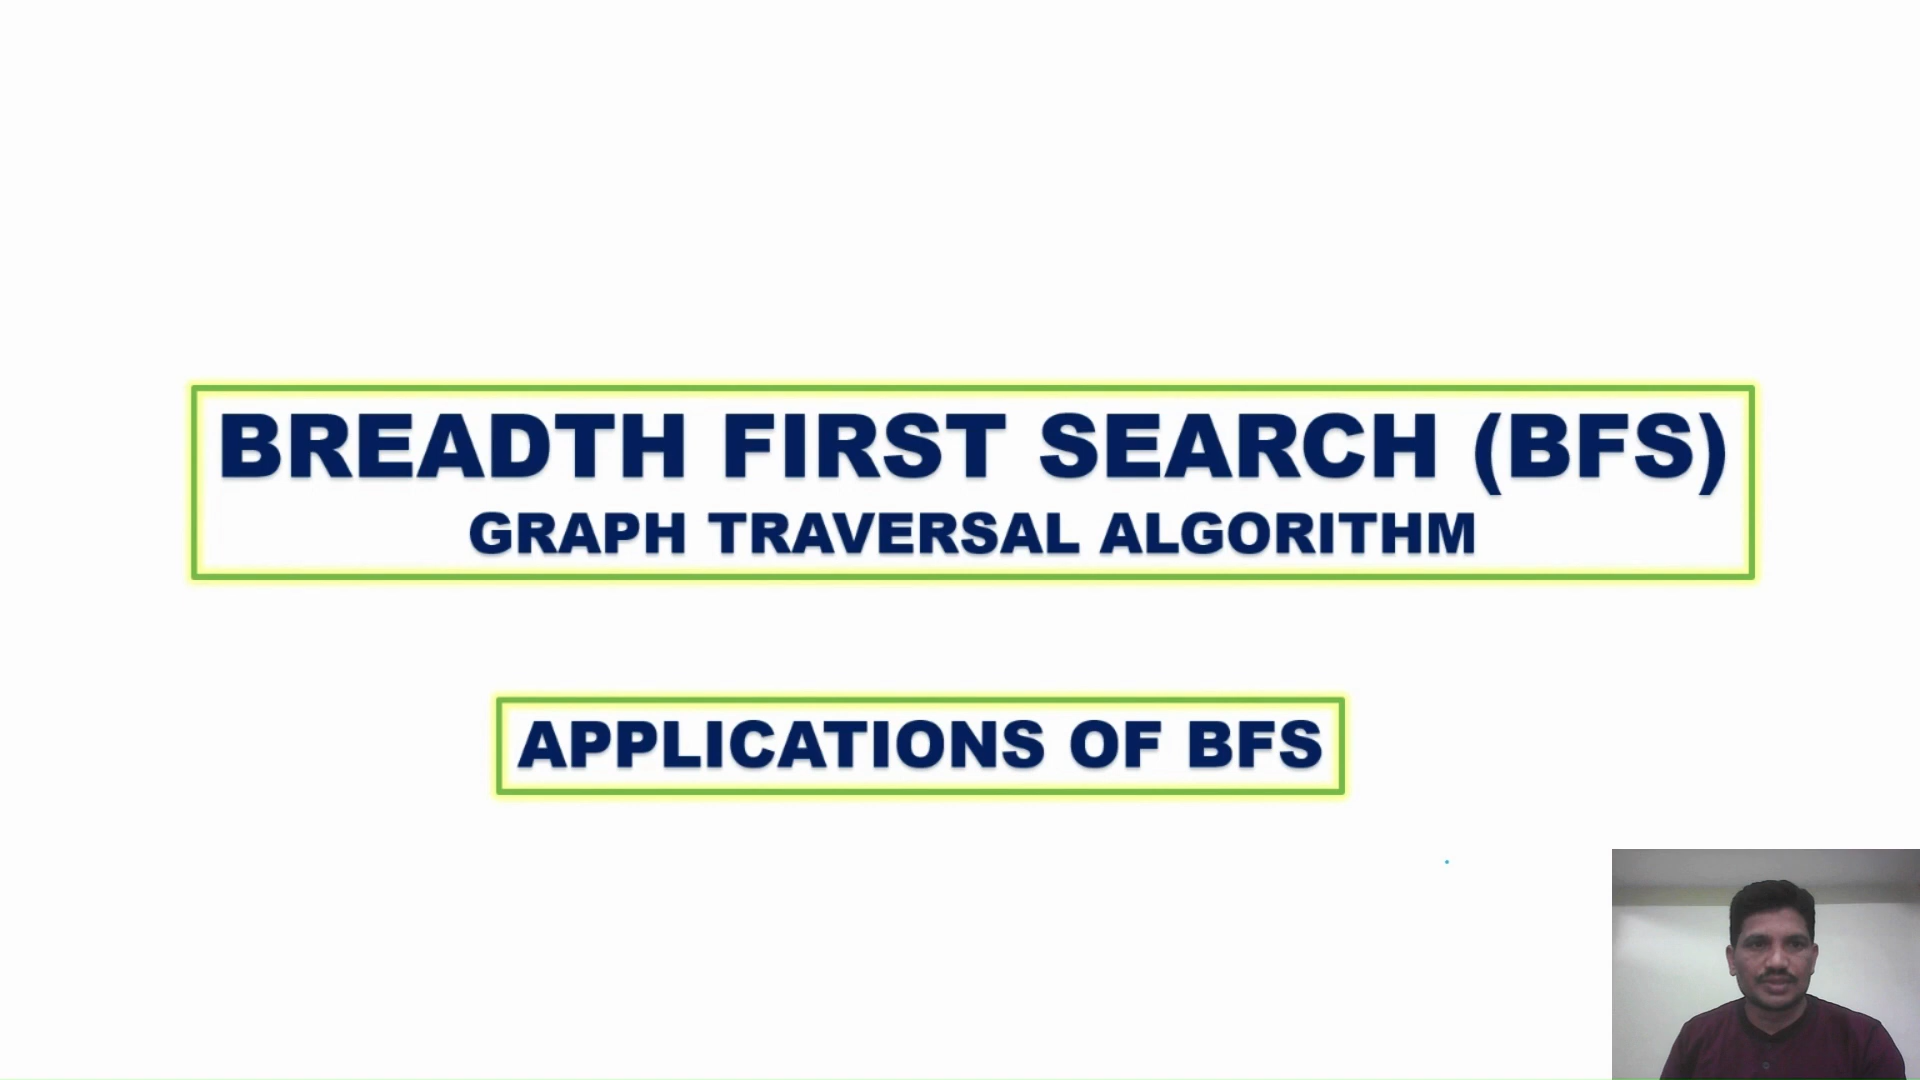 BREADTH FIRST SEARCH (BFS)
GRAPH TRAVERSAL ALGORITHM
APPLICATIONS OF BFS